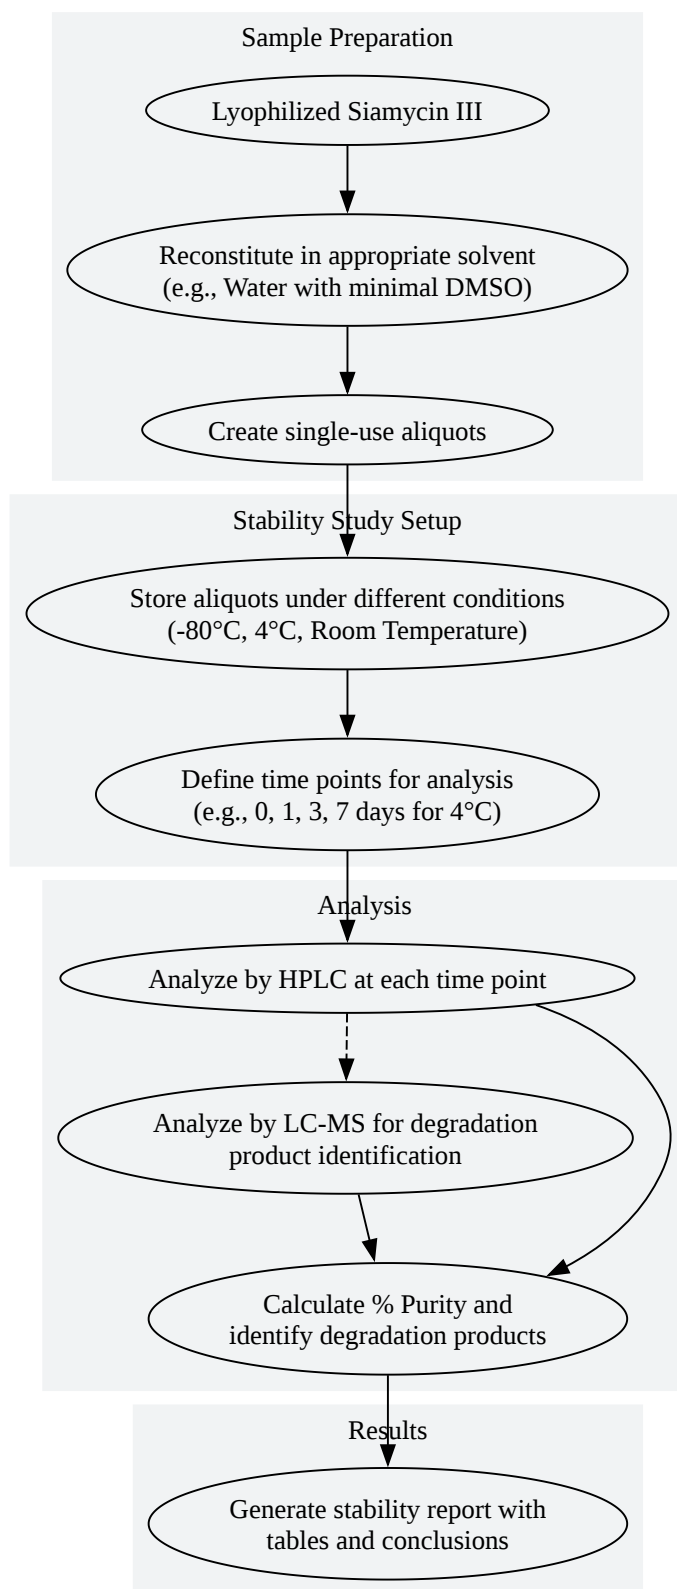 Sample Preparation
Lyophilized Siamycin III
Reconstitute in appropriate solvent
(e.g., Water with minimal DMSO)
Create single-use aliquots
Stability Study Setup
Store aliquots under different conditions
(-80°C, 4°C, Room Temperature)
Define time points for analysis
(e.g., 0, 1, 3, 7 days for 4°C)
Analysis
Analyze by HPLC at each time point
Analyze by LC-MS for degradation
product identification
Calculate % Purity and
identify degradation products
Results
Generate stability report with
tables and conclusions